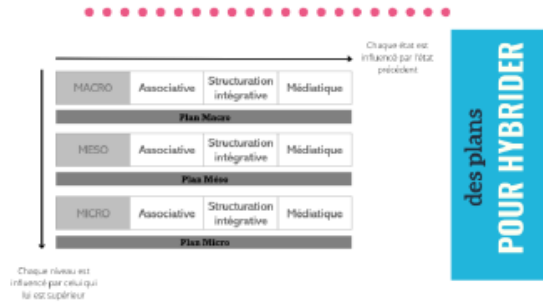 Chaque état est
influencé par l'état
précédent
MACRO Associative Structuration intégrative Médiatique
Plan Macro
MESO Associative Structuration intégrative Médiatique
Plan Méso
MICRO Associative Structuration intégrative Médiatique
Plan Micro
Chaque niveau est
influencé par celui qui
lui est supérieur
des plans
POUR HYBRIDER